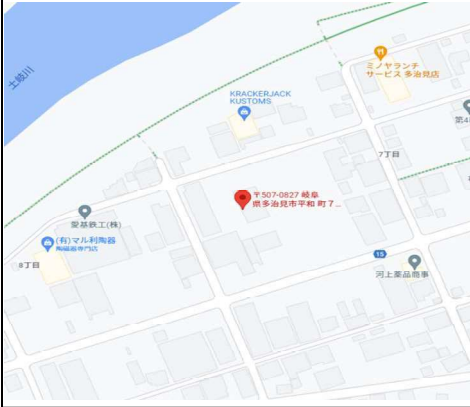 土岐川
ミノヤランチ
サービス 多治見店
KRACKERJACK
KUSTOMS
第4
7丁目
〒507-0827 岐阜
県多治見市平和町7...
愛基鉄工(株)
(有)マル利陶器
陶磁器専門店
8丁目
15
河上薬品商事